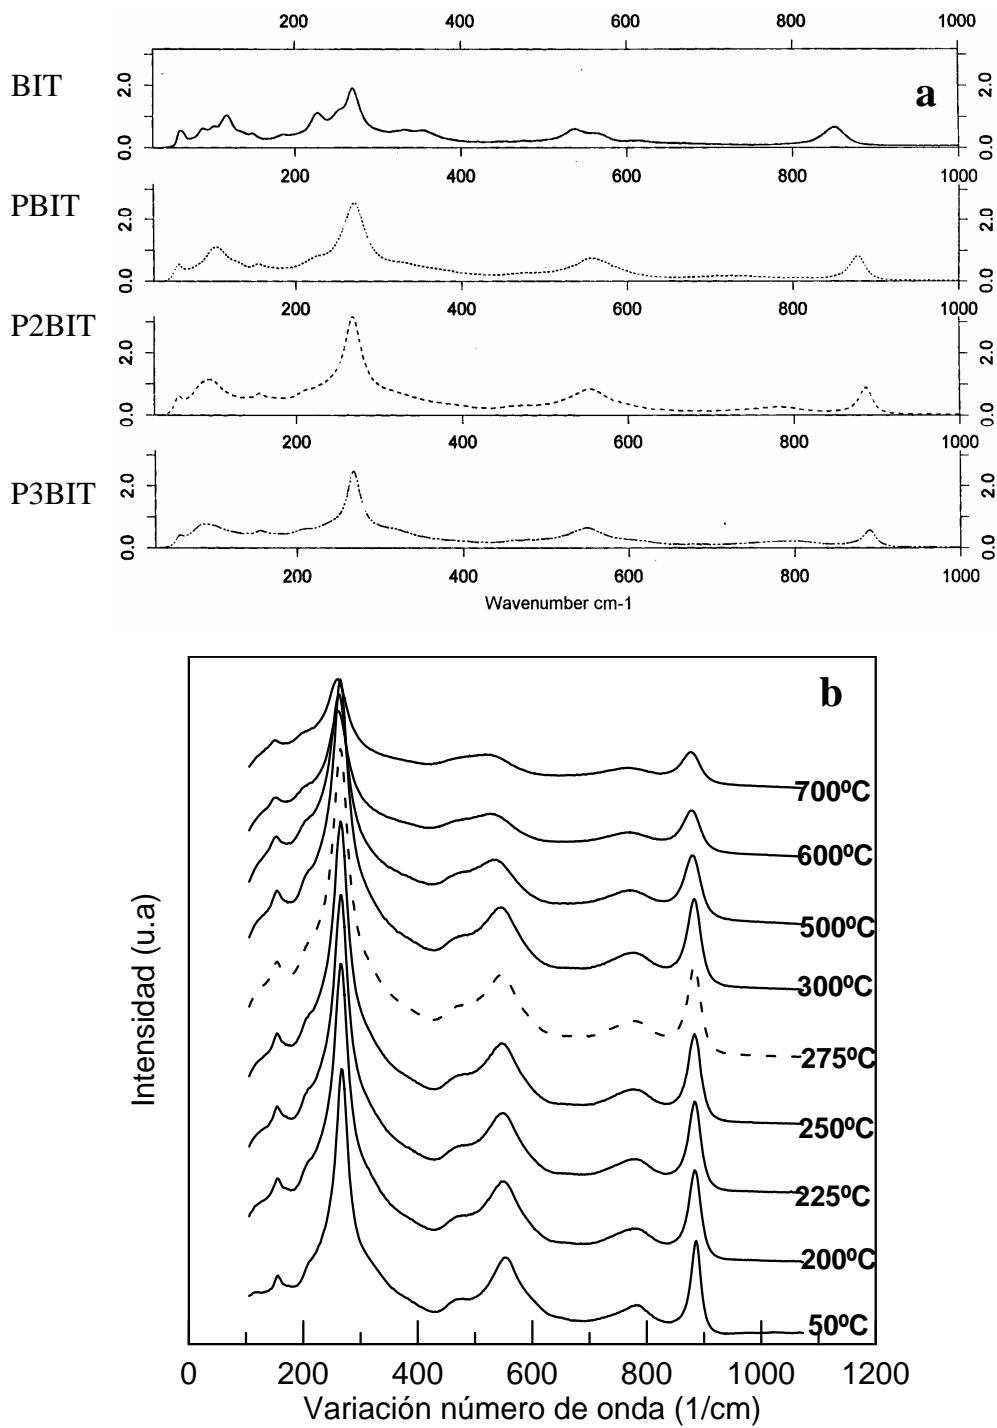 200 400 600 800 1000
BIT
a
2.0 2.0
0.0 0.0
200 400 600 800 1000
PBIT
2.0 2.0
0.0 0.0
200 400 600 800 1000
P2BIT
2.0 2.0
0.0 0.0
200 400 600 800 1000
P3BIT
2.0 2.0
0.0 0.0
200 400 600 800 1000
Wavenumber cm-1
b
700ºC
600ºC
500ºC
300ºC
275ºC
250ºC
225ºC
200ºC
50ºC
Intensidad (u.a)
0 200 400 600 800 1000 1200
Variación número de onda (1/cm)